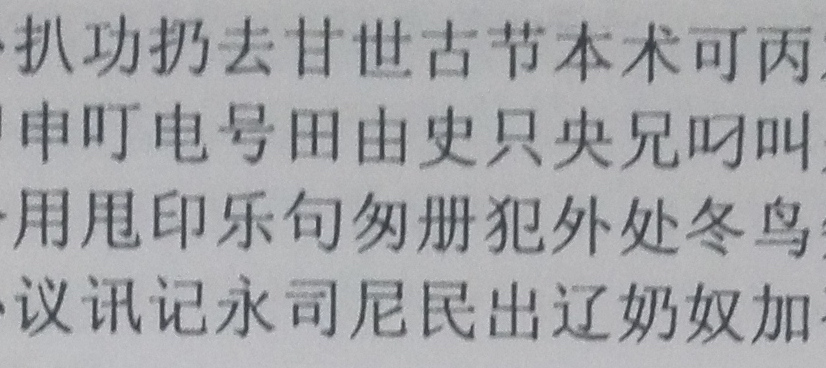 扒功扔去甘世古节本术可丙
申叮电号田由史只央兄叼叫
用甩印乐句匆册犯外处冬鸟
议讯记永司尼民出辽奶奴加